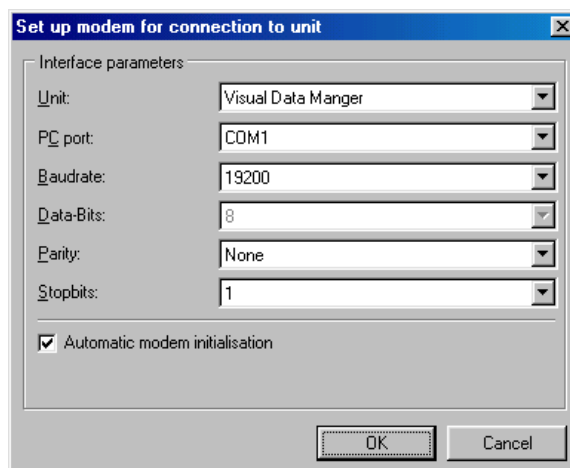 Set up modem for connection to unit
Interface parameters
Unit: Visual Data Manger
PC port: COM1
Baudrate: 19200
Data-Bits: 8
Parity: None
Stopbits: 1
Automatic modem initialisation
OK Cancel